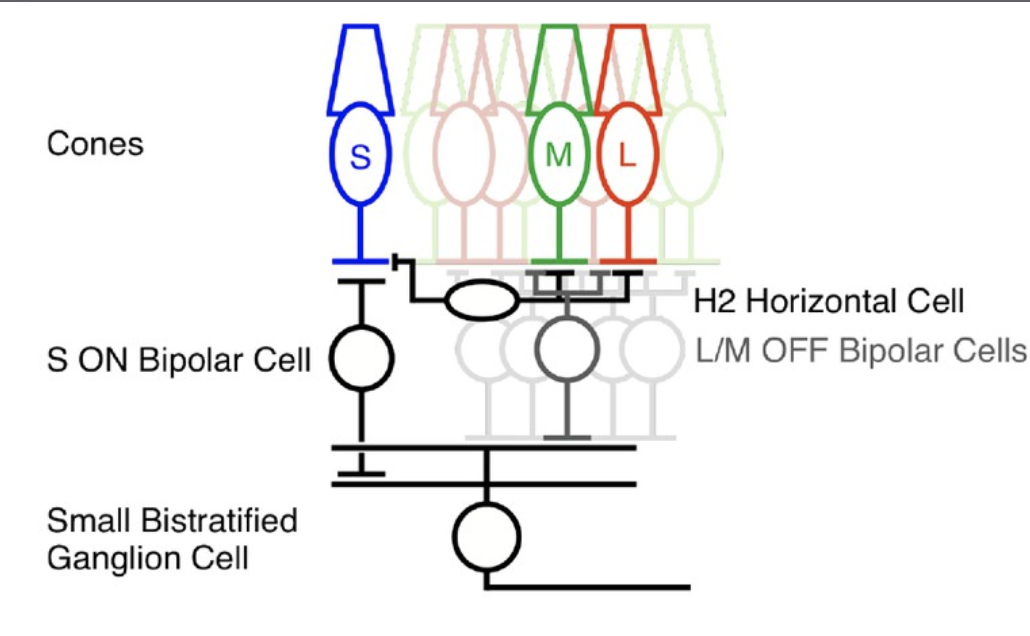 Cones
S
M
L
H2 Horizontal Cell
S ON Bipolar Cell
L/M OFF Bipolar Cells
Small Bistratified
Ganglion Cell